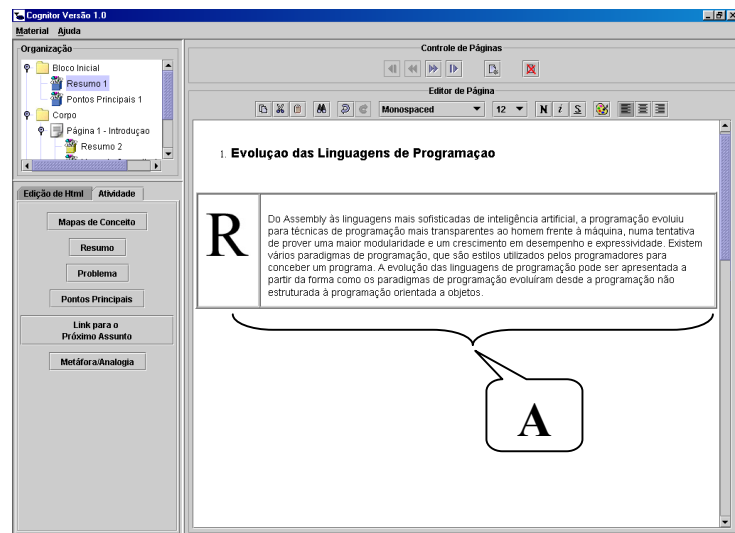 Cognitor Versão 1.0
Material Ajuda
Organização
Bloco Inicial
Resumo 1
Pontos Principais 1
Corpo
Página 1 - Introduçao
Resumo 2
Edição de Html Atividade
Mapas de Conceito
Resumo
Problema
Pontos Principais
Link para o
Próximo Assunto
Metáfora/Analogia
Controle de Páginas
Editor de Página
Monospaced 12 N i S
1. Evoluçao das Linguagens de Programaçao
R
Do Assembly às linguagens mais sofisticadas de inteligência artificial, a programação evoluiu
para técnicas de programação mais transparentes ao homem frente à máquina, numa tentativa
de prover uma maior modularidade e um crescimento em desempenho e expressividade. Existem
vários paradigmas de programação, que são estilos utilizados pelos programadores para
conceber um programa. A evolução das linguagens de programação pode ser apresentada a
partir da forma como os paradigmas de programação evoluíram desde a programação não
estruturada à programação orientada a objetos.
A